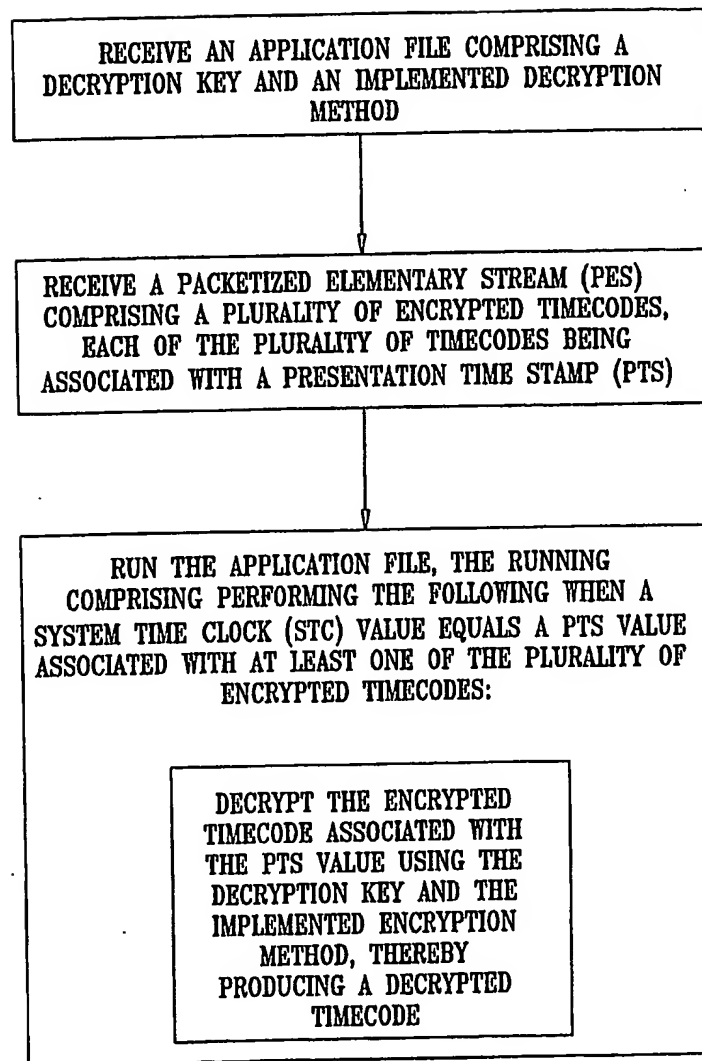 RECEIVE AN APPLICATION FILE COMPRISING A
DECRYPTION KEY AND AN IMPLEMENTED DECRYPTION
METHOD
RECEIVE A PACKETIZED ELEMENTARY STREAM (PES)
COMPRISING A PLURALITY OF ENCRYPTED TIMECODES,
EACH OF THE PLURALITY OF TIMECODES BEING
ASSOCIATED WITH A PRESENTATION TIME STAMP (PTS)
RUN THE APPLICATION FILE, THE RUNNING
COMPRISING PERFORMING THE FOLLOWING WHEN A
SYSTEM TIME CLOCK (STC) VALUE EQUALS A PTS VALUE
ASSOCIATED WITH AT LEAST ONE OF THE PLURALITY OF
ENCRYPTED TIMECODES:
DECRYPT THE ENCRYPTED
TIMECODE ASSOCIATED WITH
THE PTS VALUE USING THE
DECRYPTION KEY AND THE
IMPLEMENTED ENCRYPTION
METHOD, THEREBY
PRODUCING A DECRYPTED
TIMECODE